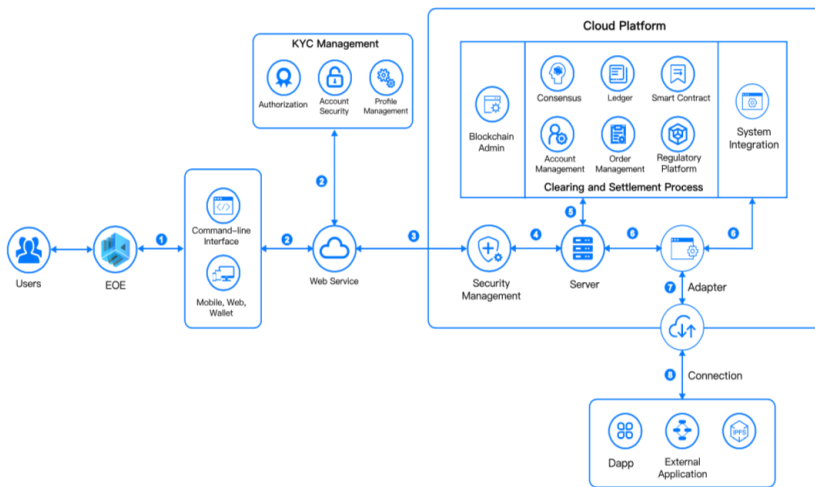 Cloud Platform
KYC Management
Authorization
Account
Security
Profile
Management
Blockchain
Admin
Consensus
Ledger
Smart Contract
Account
Management
Order
Management
Regulatory
Platform
Clearing and Settlement Process
System
Integration
2
5
Command-line
Interface
Mobile, Web,
Wallet
Users
EOE
1
2
Web Service
3
Security
Management
4
Server
6
6
7
Adapter
8
Connection
Dapp
External
Application
IPFS